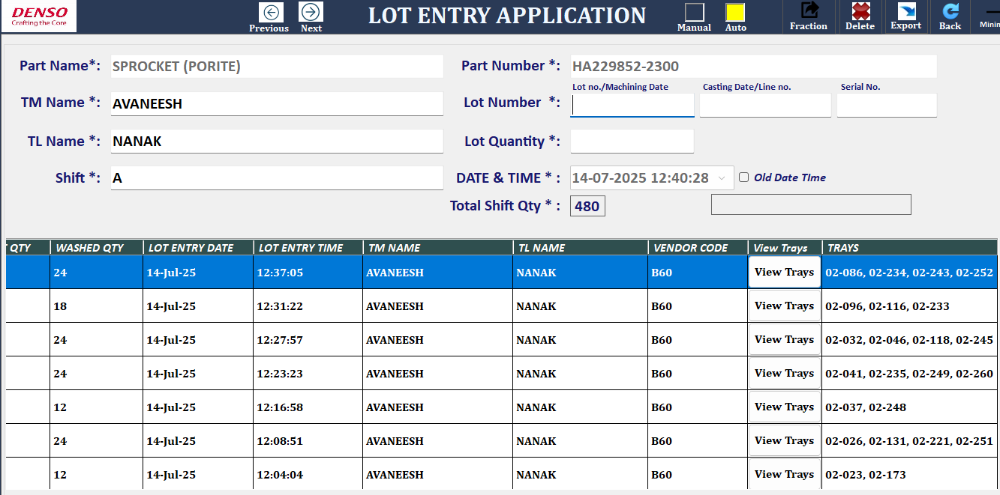 DENSO
Crafting the Core
Previous
Next
LOT ENTRY APPLICATION
Manual
Auto
Fraction
Delete
Export
Back
Part Name*: SPROCKET (PORITE)
Part Number *: HA229852-2300
TM Name *: AVANEESH
Lot Number *:
Lot no./Machining Date
Casting Date/Line no.
Serial No.
TL Name *: NANAK
Lot Quantity *:
Shift *: A
DATE & TIME * : 14-07-2025 12:40:28
Old Date TIme
Total Shift Qty * : 480
QTY WASHED QTY LOT ENTRY DATE LOT ENTRY TIME TM NAME TL NAME VENDOR CODE View Trays TRAYS
24 14-Jul-25 12:37:05 AVANEESH NANAK B60 View Trays 02-086, 02-234, 02-243, 02-252
18 14-Jul-25 12:31:22 AVANEESH NANAK B60 View Trays 02-096, 02-116, 02-233
24 14-Jul-25 12:27:57 AVANEESH NANAK B60 View Trays 02-032, 02-046, 02-118, 02-245
24 14-Jul-25 12:23:23 AVANEESH NANAK B60 View Trays 02-041, 02-235, 02-249, 02-260
12 14-Jul-25 12:16:58 AVANEESH NANAK B60 View Trays 02-037, 02-248
24 14-Jul-25 12:08:51 AVANEESH NANAK B60 View Trays 02-026, 02-131, 02-221, 02-251
12 14-Jul-25 12:04:04 AVANEESH NANAK B60 View Trays 02-023, 02-173